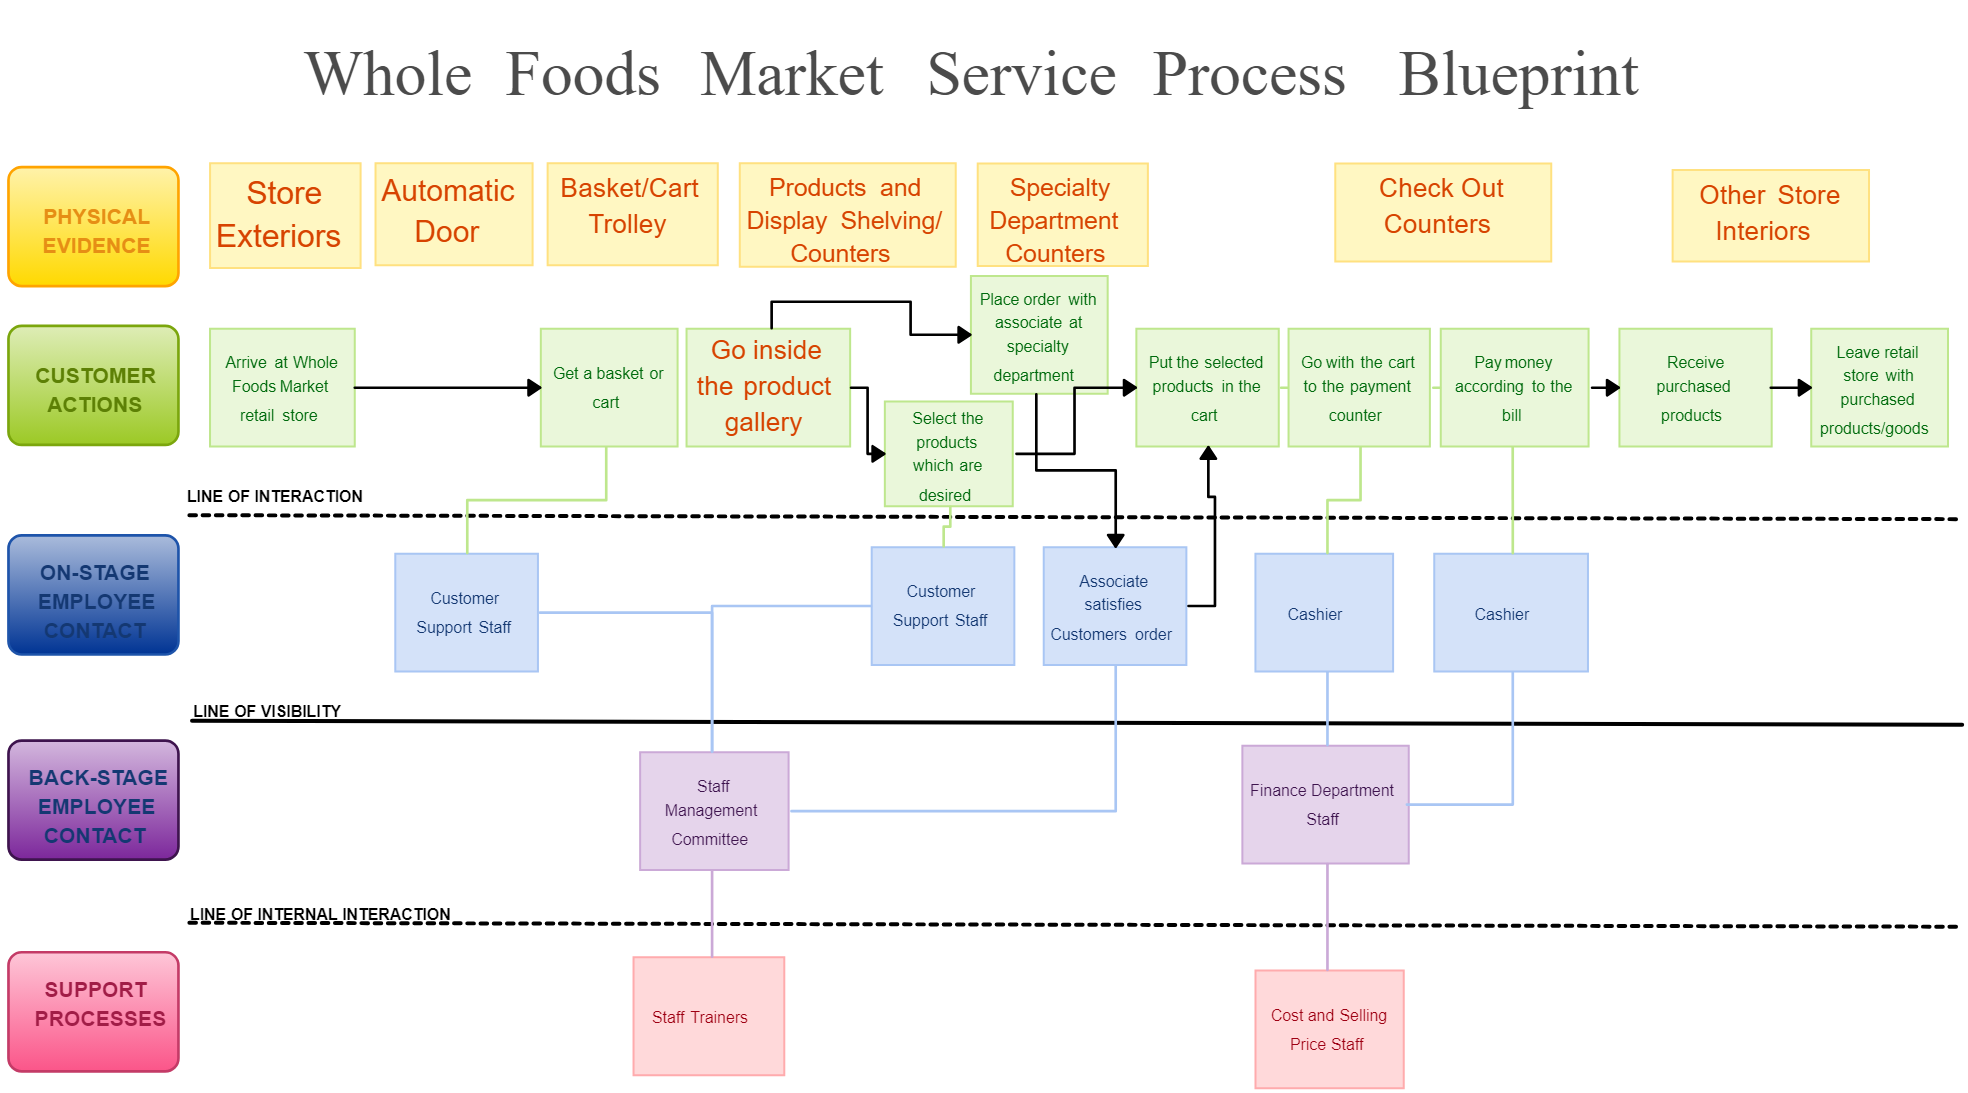 Whole Foods Market Service Process Blueprint
PHYSICAL
EVIDENCE
Store
Exteriors
Automatic
Door
Basket/Cart
Trolley
Products and
Display Shelving/
Counters
Specialty
Department
Counters
Check Out
Counters
Other Store
Interiors
CUSTOMER
ACTIONS
Arrive at Whole
Foods Market
retail store
Get a basket or
cart
Go inside
the product
gallery
Place order with
associate at
specialty
department
Select the
products
which are
desired
Put the selected
products in the
cart
Go with the cart
to the payment
counter
Pay money
according to the
bill
Receive
purchased
products
Leave retail
store with
purchased
products/goods
LINE OF INTERACTION
ON-STAGE
EMPLOYEE
CONTACT
Customer
Support Staff
Customer
Support Staff
Associate
satisfies
Customers order
Cashier
Cashier
LINE OF VISIBILITY
BACK-STAGE
EMPLOYEE
CONTACT
Staff
Management
Committee
Finance Department
Staff
LINE OF INTERNAL INTERACTION
SUPPORT
PROCESSES
Staff Trainers
Cost and Selling
Price Staff